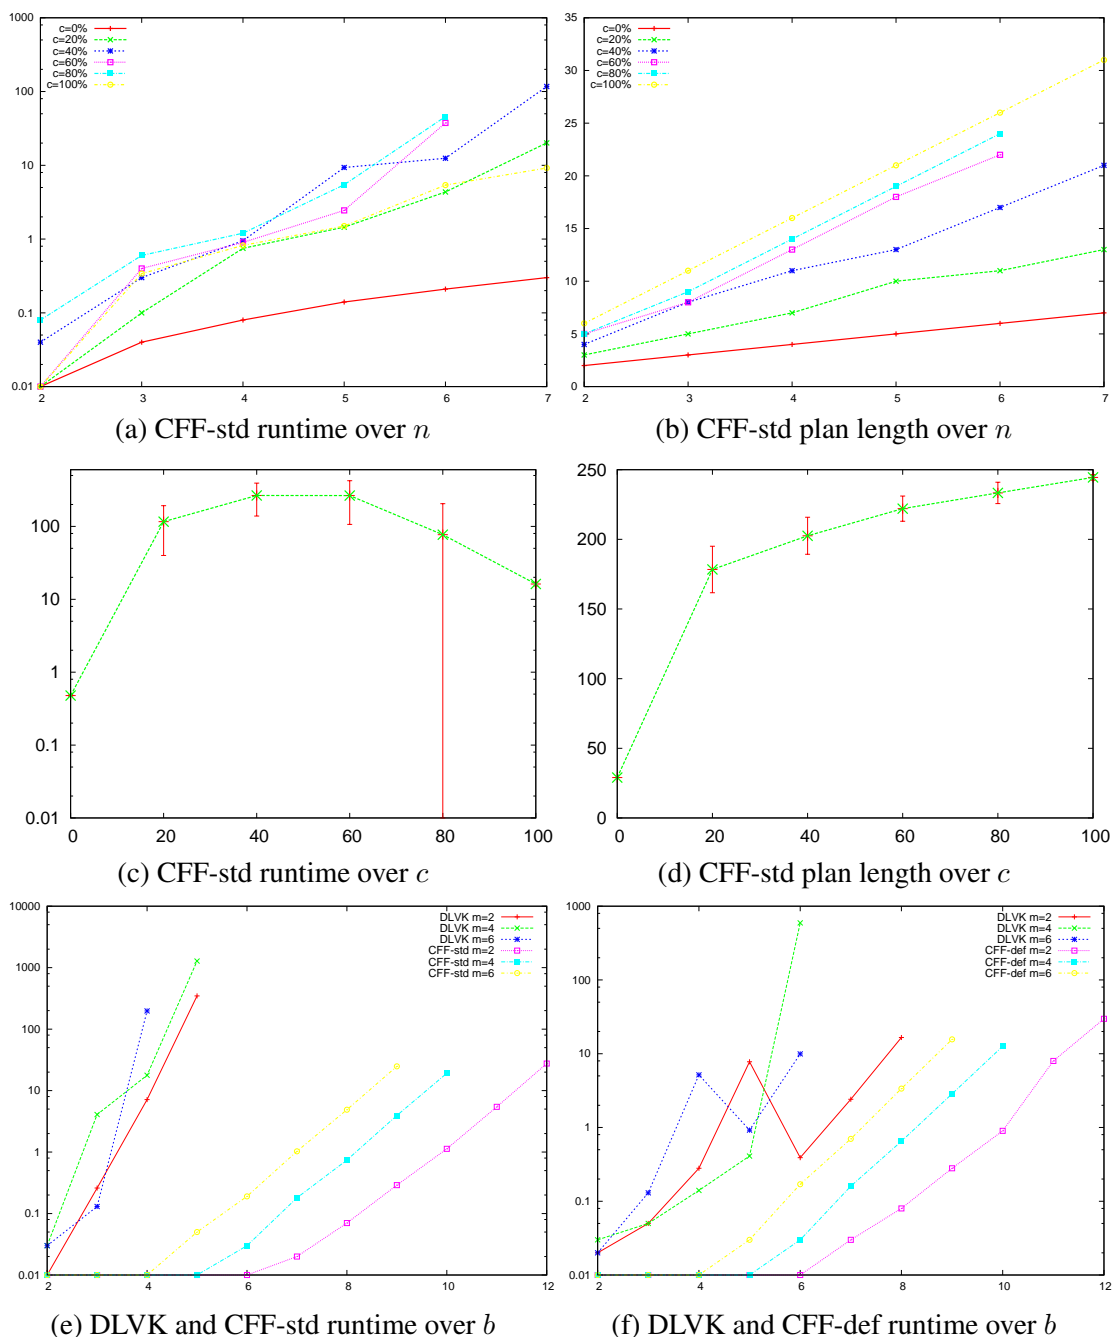 1000
100
10
1
0.1
0.01
2 3 4 5 6 7
c=0%
c=20%
c=40%
c=60%
c=80%
c=100%
(a) CFF-std runtime over n
35
30
25
20
15
10
5
0
2 3 4 5 6 7
c=0%
c=20%
c=40%
c=60%
c=80%
c=100%
(b) CFF-std plan length over n
100
10
1
0.1
0.01
0 20 40 60 80 100
(c) CFF-std runtime over c
250
200
150
100
50
0
0 20 40 60 80 100
(d) CFF-std plan length over c
10000
1000
100
10
1
0.1
0.01
2 4 6 8 10 12
DLVK m=2
DLVK m=4
DLVK m=6
CFF-std m=2
CFF-std m=4
CFF-std m=6
(e) DLVK and CFF-std runtime over b
1000
100
10
1
0.1
0.01
2 4 6 8 10 12
DLVK m=2
DLVK m=4
DLVK m=6
CFF-def m=2
CFF-def m=4
CFF-def m=6
(f) DLVK and CFF-def runtime over b